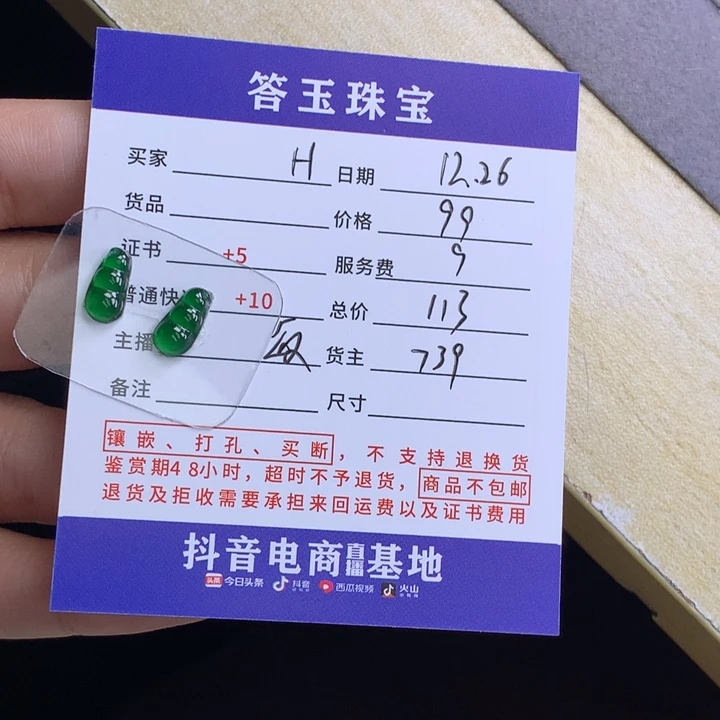 答玉珠宝
买家 H 日期 12.26
货品 价格 99
证书 +5 服务费 9
普通快 +10 总价 113
主播 货主 739
备注 尺寸
镶嵌、打孔、买断，不支持退换货
鉴赏期48小时，超时不予退货，商品不包邮
退货及拒收需要承担来回运费以及证书费用
抖音电商直播基地
头条 今日头条 抖音 西瓜视频 火山